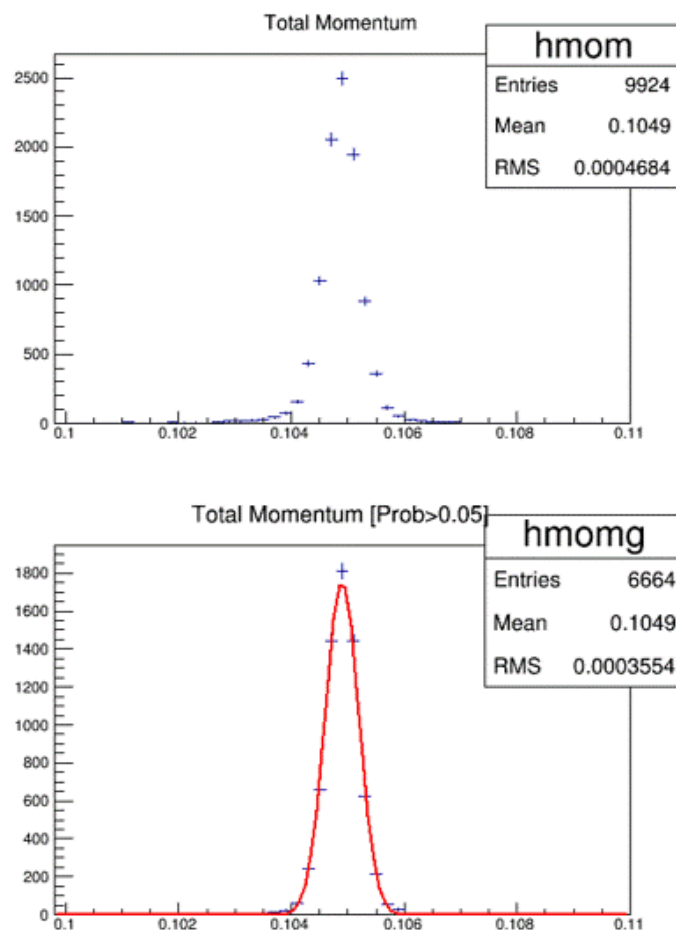 Total Momentum
hmom
Entries 9924
Mean 0.1049
RMS 0.0004684
2500
2000
1500
1000
500
0
0.1 0.102 0.104 0.106 0.108 0.11
Total Momentum [Prob>0.05]
hmomg
Entries 6664
Mean 0.1049
RMS 0.0003554
1800
1600
1400
1200
1000
800
600
400
200
0
0.1 0.102 0.104 0.106 0.108 0.11